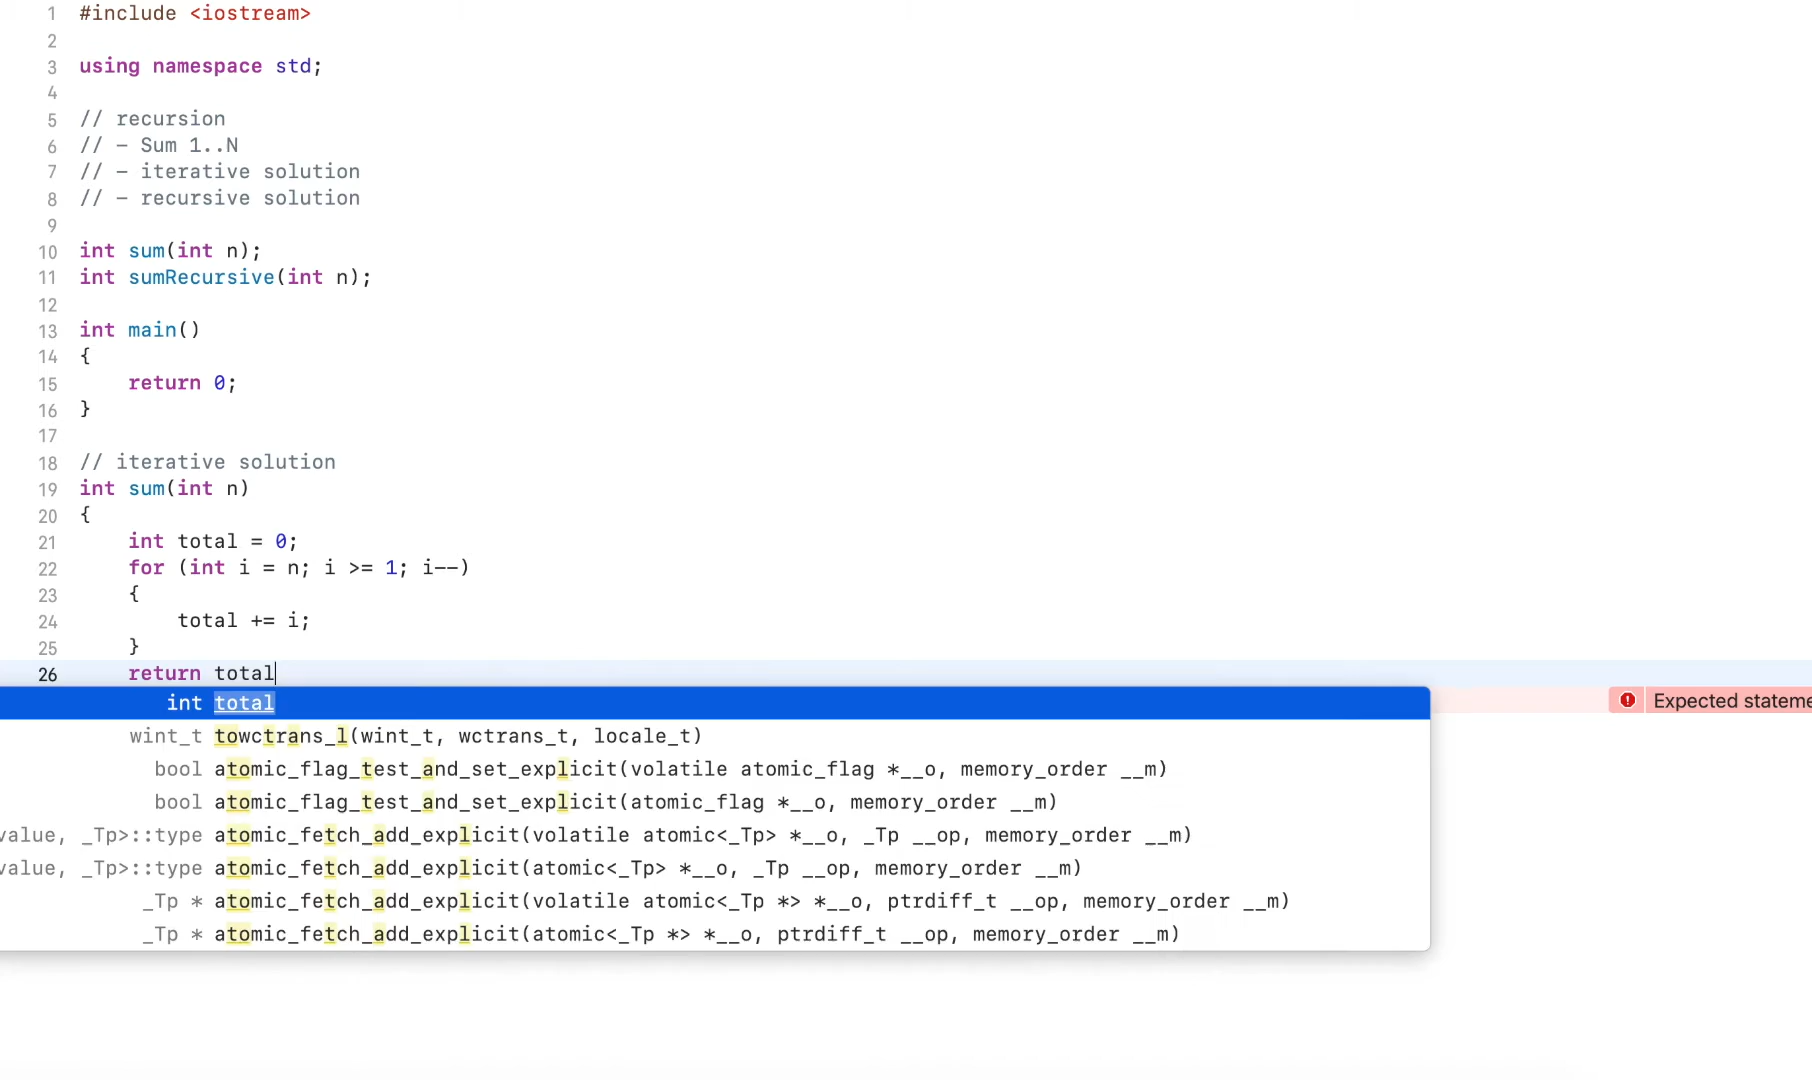 1 #include <iostream>
2
3 using namespace std;
4
5 // recursion
6 // – Sum 1..N
7 // – iterative solution
8 // – recursive solution
9
10 int sum(int n);
11 int sumRecursive(int n);
12
13 int main()
14 {
15 return 0;
16 }
17
18 // iterative solution
19 int sum(int n)
20 {
21 int total = 0;
22 for (int i = n; i >= 1; i--)
23 {
24 total += i;
25 }
26 return total
int total
Expected stateme
wint_t towctrans_l(wint_t, wctrans_t, locale_t)
bool atomic_flag_test_and_set_explicit(volatile atomic_flag *__o, memory_order __m)
bool atomic_flag_test_and_set_explicit(atomic_flag *__o, memory_order __m)
value, _Tp>::type atomic_fetch_add_explicit(volatile atomic<_Tp> *__o, _Tp __op, memory_order __m)
value, _Tp>::type atomic_fetch_add_explicit(atomic<_Tp> *__o, _Tp __op, memory_order __m)
_Tp * atomic_fetch_add_explicit(volatile atomic<_Tp *> *__o, ptrdiff_t __op, memory_order __m)
_Tp * atomic_fetch_add_explicit(atomic<_Tp *> *__o, ptrdiff_t __op, memory_order __m)